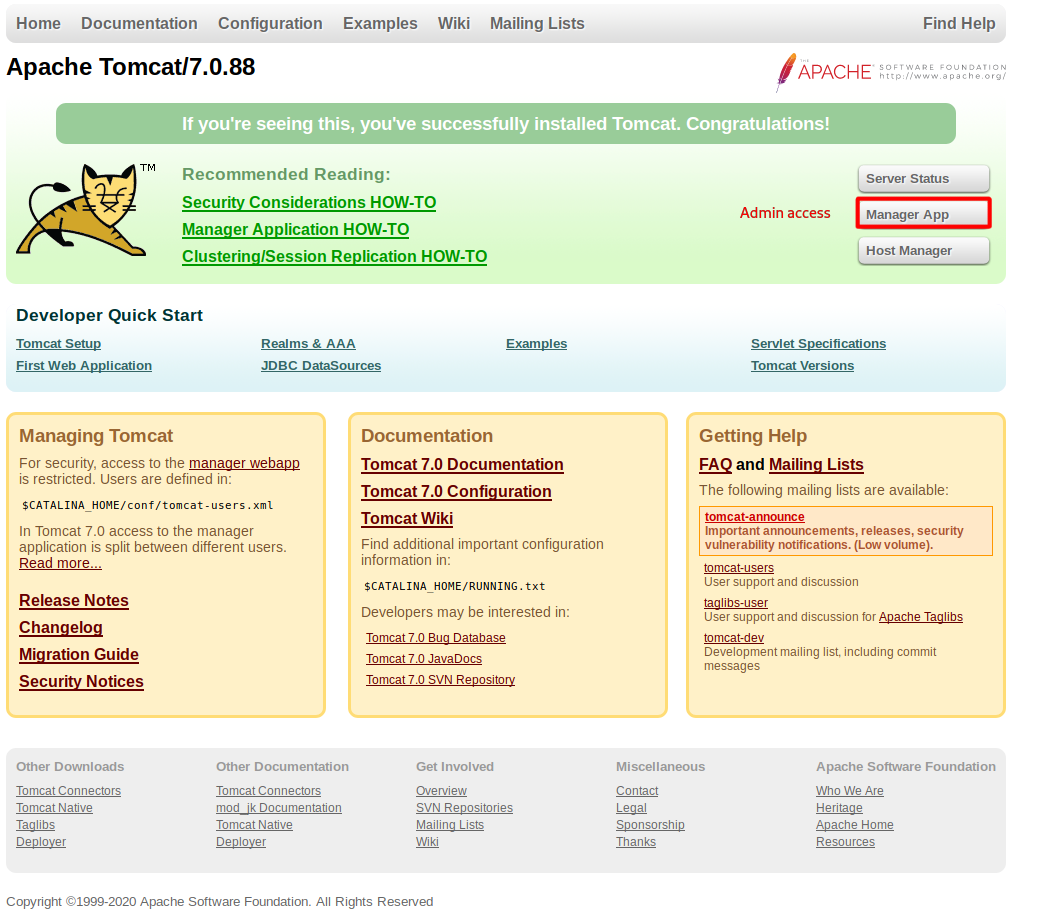 Home Documentation Configuration Examples Wiki Mailing Lists Find Help
Apache Tomcat/7.0.88
THE
APACHE® SOFTWARE FOUNDATION
http://www.apache.org/
If you're seeing this, you've successfully installed Tomcat. Congratulations!
TM
Recommended Reading:
Security Considerations HOW-TO
Manager Application HOW-TO
Clustering/Session Replication HOW-TO
Admin access
Server Status
Manager App
Host Manager
Developer Quick Start
Tomcat Setup
First Web Application
Realms & AAA
JDBC DataSources
Examples
Servlet Specifications
Tomcat Versions
Managing Tomcat
For security, access to the manager webapp
is restricted. Users are defined in:
$CATALINA_HOME/conf/tomcat-users.xml
In Tomcat 7.0 access to the manager
application is split between different users.
Read more...
Release Notes
Changelog
Migration Guide
Security Notices
Documentation
Tomcat 7.0 Documentation
Tomcat 7.0 Configuration
Tomcat Wiki
Find additional important configuration
information in:
$CATALINA_HOME/RUNNING.txt
Developers may be interested in:
Tomcat 7.0 Bug Database
Tomcat 7.0 JavaDocs
Tomcat 7.0 SVN Repository
Getting Help
FAQ and Mailing Lists
The following mailing lists are available:
tomcat-announce
Important announcements, releases, security
vulnerability notifications. (Low volume).
tomcat-users
User support and discussion
taglibs-user
User support and discussion for Apache Taglibs
tomcat-dev
Development mailing list, including commit
messages
Other Downloads
Tomcat Connectors
Tomcat Native
Taglibs
Deployer
Other Documentation
Tomcat Connectors
mod_jk Documentation
Tomcat Native
Deployer
Get Involved
Overview
SVN Repositories
Mailing Lists
Wiki
Miscellaneous
Contact
Legal
Sponsorship
Thanks
Apache Software Foundation
Who We Are
Heritage
Apache Home
Resources
Copyright ©1999-2020 Apache Software Foundation. All Rights Reserved